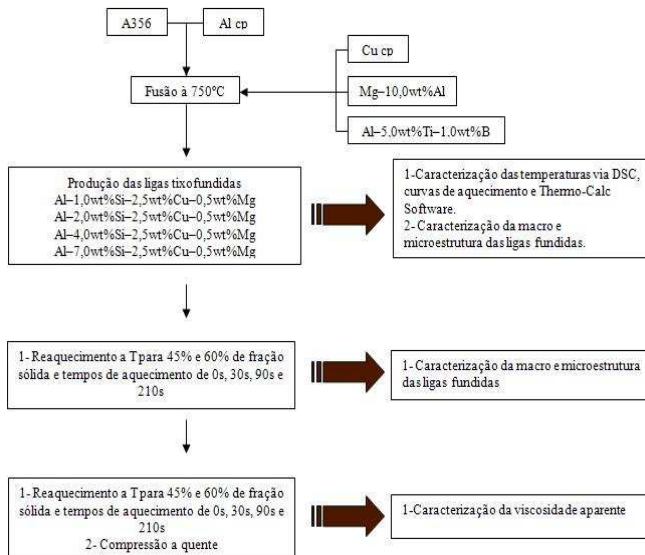 A356
Al cp
Cu cp
Fusão à 750ºC
Mg–10,0wt%Al
Al–5,0wt%Ti–1,0wt%B
Produção das ligas tixofundidas
Al–1,0wt%Si–2,5wt%Cu–0,5wt%Mg
Al–2,0wt%Si–2,5wt%Cu–0,5wt%Mg
Al–4,0wt%Si–2,5wt%Cu–0,5wt%Mg
Al–7,0wt%Si–2,5wt%Cu–0,5wt%Mg
1-Caracterização das temperaturas via DSC,
curvas de aquecimento e Thermo-Calc
Software.
2- Caracterização da macro e
microestrutura das ligas fundidas.
1- Reaquecimento a T para 45% e 60% de fração
sólida e tempos de aquecimento de 0s, 30s, 90s e
210s
1- Caracterização da macro e microestrutura
das ligas fundidas
1- Reaquecimento a T para 45% e 60% de fração
sólida e tempos de aquecimento de 0s, 30s, 90s e
210s
2- Compressão a quente
1-Caracterização da viscosidade aparente